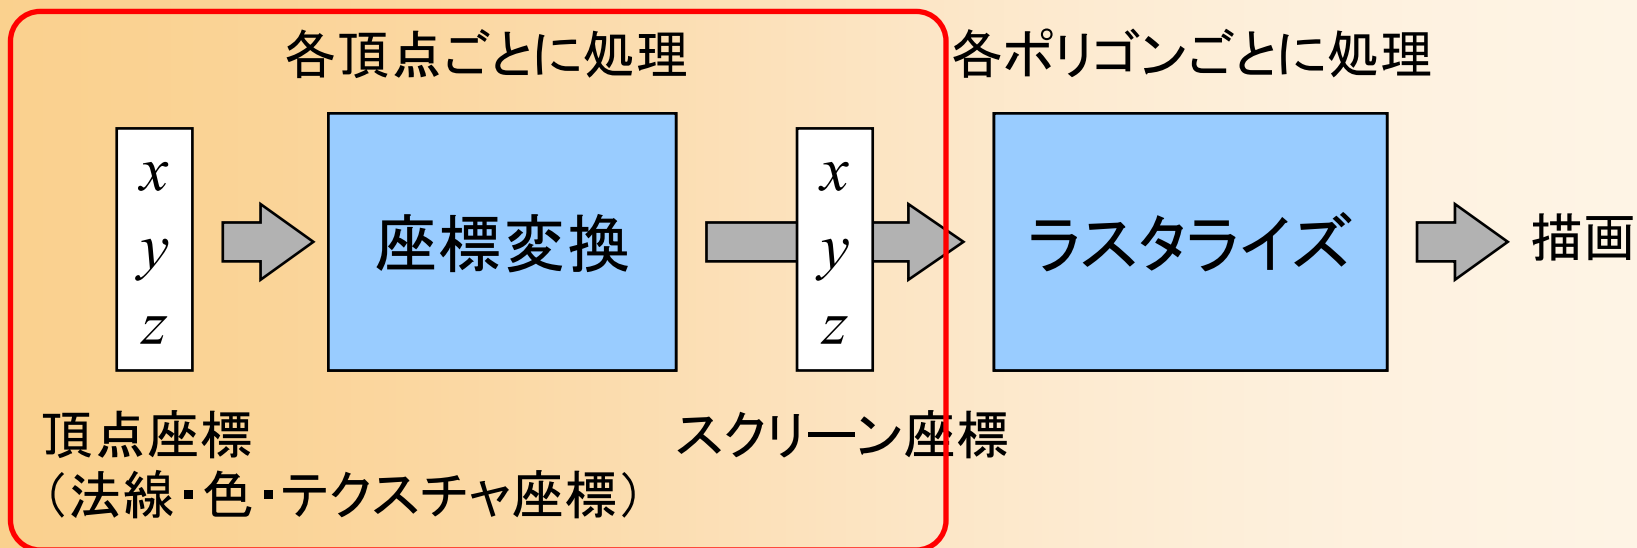 各頂点ごとに処理
各ポリゴンごとに処理
x
y
z
座標変換
x
y
z
ラスタライズ
描画
頂点座標
（法線・色・テクスチャ座標）
スクリーン座標